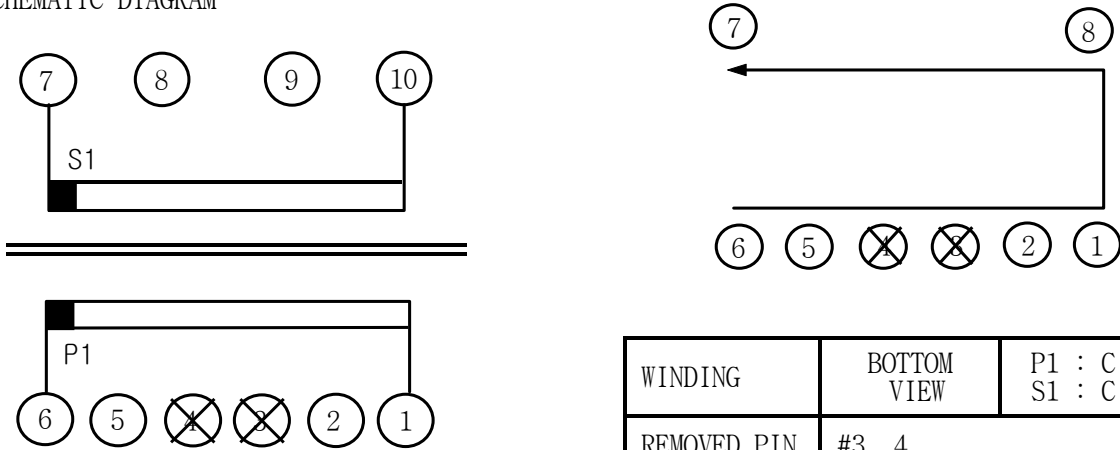 SCHEMATIC DIAGRAM
7 8 9 10
S1
P1
6 5 4 3 2 1
7 8
6 5 4 3 2 1
WINDING BOTTOM VIEW P1 : C
S1 : C
REMOVED PIN #3 4